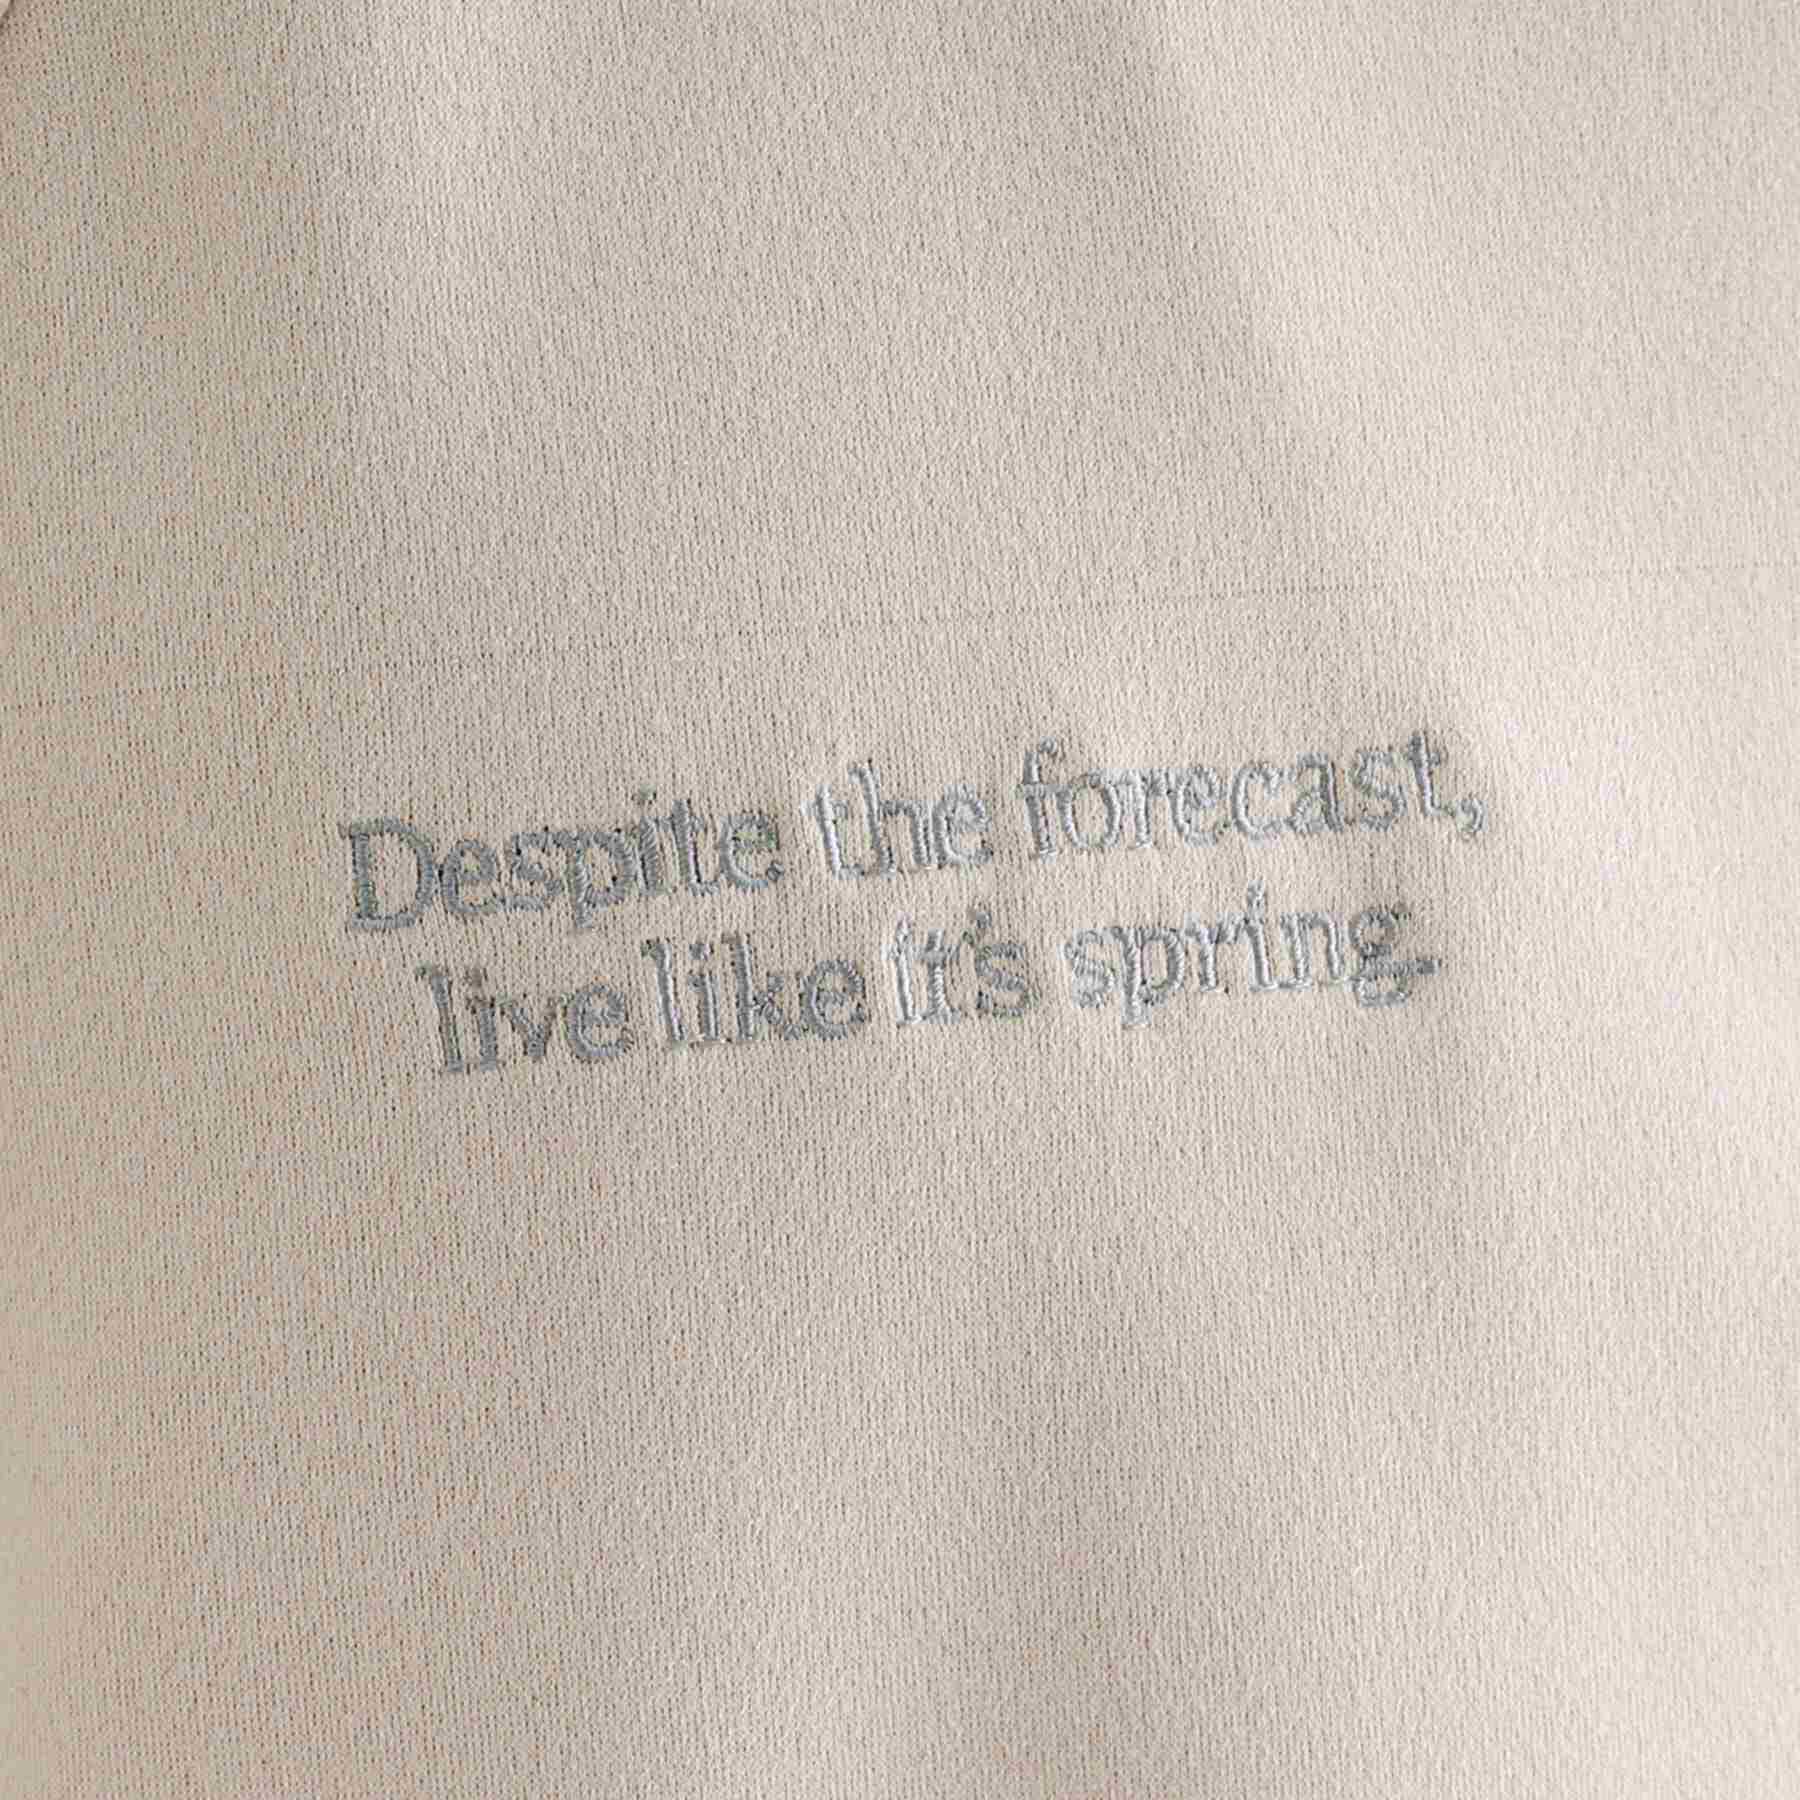 Despite the forecast,
live like it's spring.